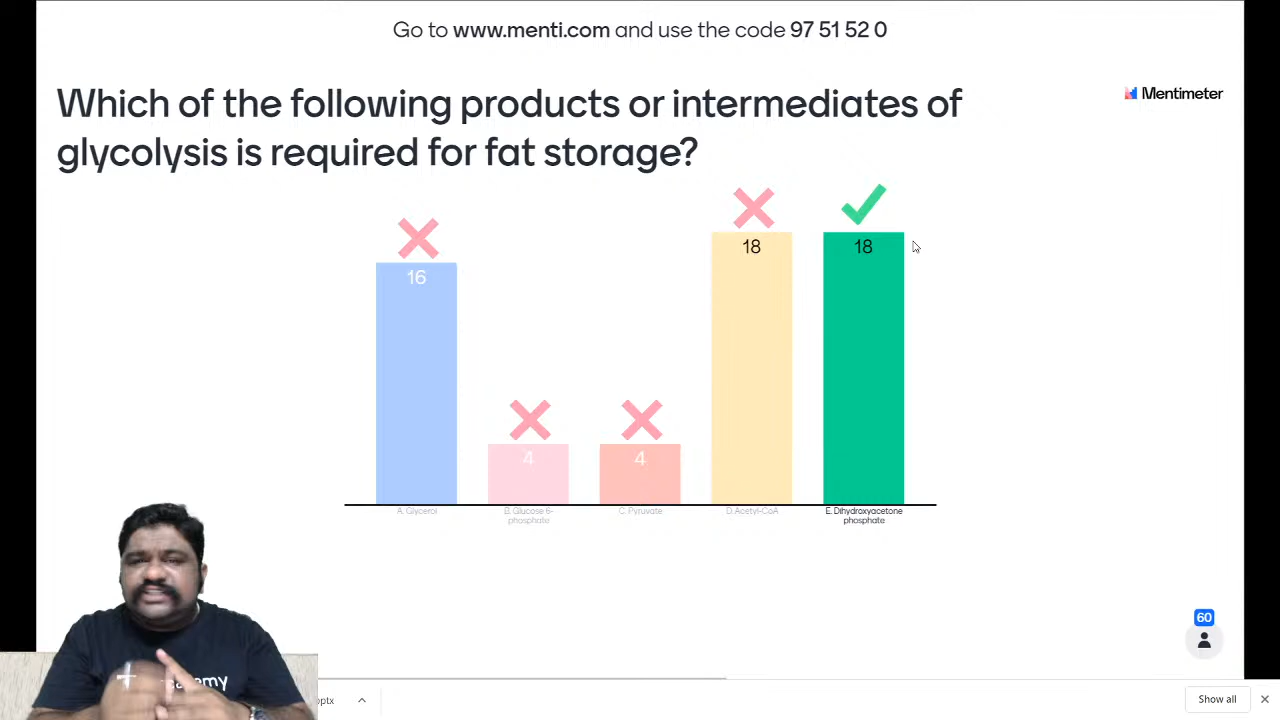 Go to www.menti.com and use the code 97 51 52 0
Which of the following products or intermediates of
glycolysis is required for fat storage?
Mentimeter
16
4
4
18
18
A. Glycerol
B. Glucose 6-
phosphate
C. Pyruvate
D. Acetyl-CoA
E. Dihydroxyacetone
phosphate
60
pptx
Show all